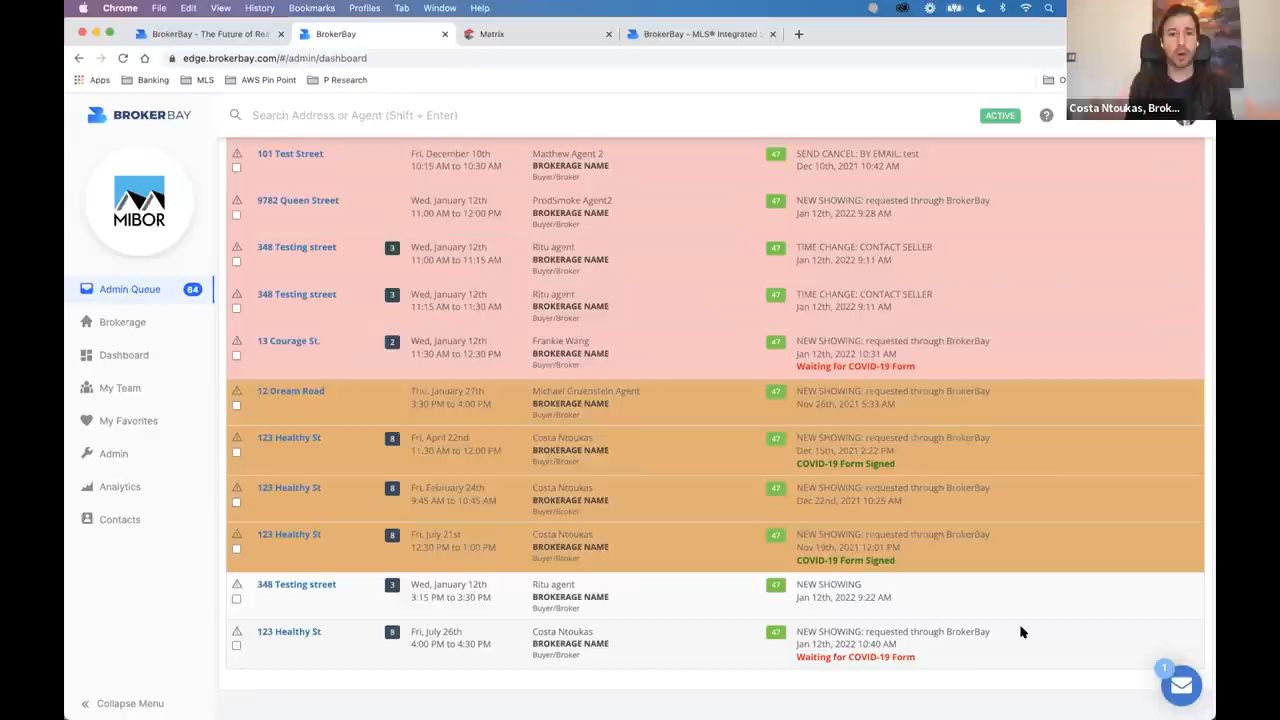 Chrome File Edit View History Bookmarks Profiles Tab Window Help
BrokerBay - The Future of Rea
BrokerBay
Matrix
BrokerBay - MLS® Integrated
edge.brokerbay.com/#/admin/dashboard
Apps Banking MLS AWS Pin Point P Research
Costa Ntoukas, Brok...
BROKERBAY
Search Address or Agent (Shift + Enter)
ACTIVE
MIBOR
Admin Queue 64
Brokerage
Dashboard
My Team
My Favorites
Admin
Analytics
Contacts
Collapse Menu
101 Test Street Fri, December 10th Matthew Agent 2 47 SEND CANCEL: BY EMAIL. test
10:15 AM to 10:30 AM BROKERAGE NAME Dec 10th, 2021 10:42 AM
Buyer/Broker
9782 Queen Street Wed, January 12th ProdSmoke Agent2 47 NEW SHOWING: requested through BrokerBay
11:00 AM to 12:00 PM BROKERAGE NAME Jan 12th, 2022 9:28 AM
Buyer/Broker
348 Testing street 3 Wed, January 12th Ritu agent 47 TIME CHANGE: CONTACT SELLER
11:00 AM to 11:15 AM BROKERAGE NAME Jan 12th, 2022 9:11 AM
Buyer/Broker
348 Testing street 3 Wed, January 12th Ritu agent 47 TIME CHANGE: CONTACT SELLER
11:15 AM to 11:30 AM BROKERAGE NAME Jan 12th, 2022 9:11 AM
Buyer/Broker
13 Courage St. 2 Wed, January 12th Frankie Wang 47 NEW SHOWING: requested through BrokerBay
11:30 AM to 12:30 PM BROKERAGE NAME Jan 12th, 2022 10:31 AM
Buyer/Broker Waiting for COVID-19 Form
12 Dream Road Thu, January 27th Michael Gruenstein Agent 47 NEW SHOWING: requested through BrokerBay
3:30 PM to 4:00 PM BROKERAGE NAME Nov 26th, 2021 5:33 AM
Buyer/Broker
123 Healthy St 8 Fri, April 22nd Costa Ntoukas 47 NEW SHOWING: requested through BrokerBay
11:30 AM to 12:00 PM BROKERAGE NAME Dec 15th, 2021 2:22 PM
Buyer/Broker COVID-19 Form Signed
123 Healthy St 8 Fri, February 24th Costa Ntoukas 47 NEW SHOWING: requested through BrokerBay
9:45 AM to 10:45 AM BROKERAGE NAME Dec 22nd, 2021 10:25 AM
Buyer/Broker
123 Healthy St 8 Fri, July 21st Costa Ntoukas 47 NEW SHOWING: requested through BrokerBay
12:30 PM to 1:00 PM BROKERAGE NAME Nov 19th, 2021 12:01 PM
Buyer/Broker COVID-19 Form Signed
348 Testing street 3 Wed, January 12th Ritu agent 47 NEW SHOWING
3:15 PM to 3:30 PM BROKERAGE NAME Jan 12th, 2022 9:22 AM
Buyer/Broker
123 Healthy St 8 Fri, July 26th Costa Ntoukas 47 NEW SHOWING: requested through BrokerBay
4:00 PM to 4:30 PM BROKERAGE NAME Jan 12th, 2022 10:40 AM
Buyer/Broker Waiting for COVID-19 Form
1